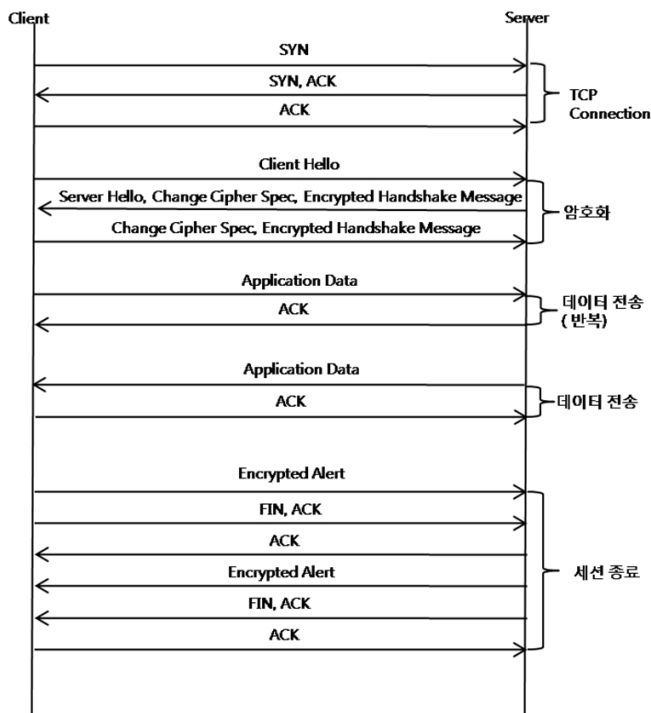 Client
Server
SYN
SYN, ACK
ACK
TCP
Connection
Client Hello
Server Hello, Change Cipher Spec, Encrypted Handshake Message
Change Cipher Spec, Encrypted Handshake Message
암호화
Application Data
ACK
데이터 전송
( 반복)
Application Data
ACK
데이터 전송
Encrypted Alert
FIN, ACK
ACK
Encrypted Alert
FIN, ACK
ACK
세션 종료